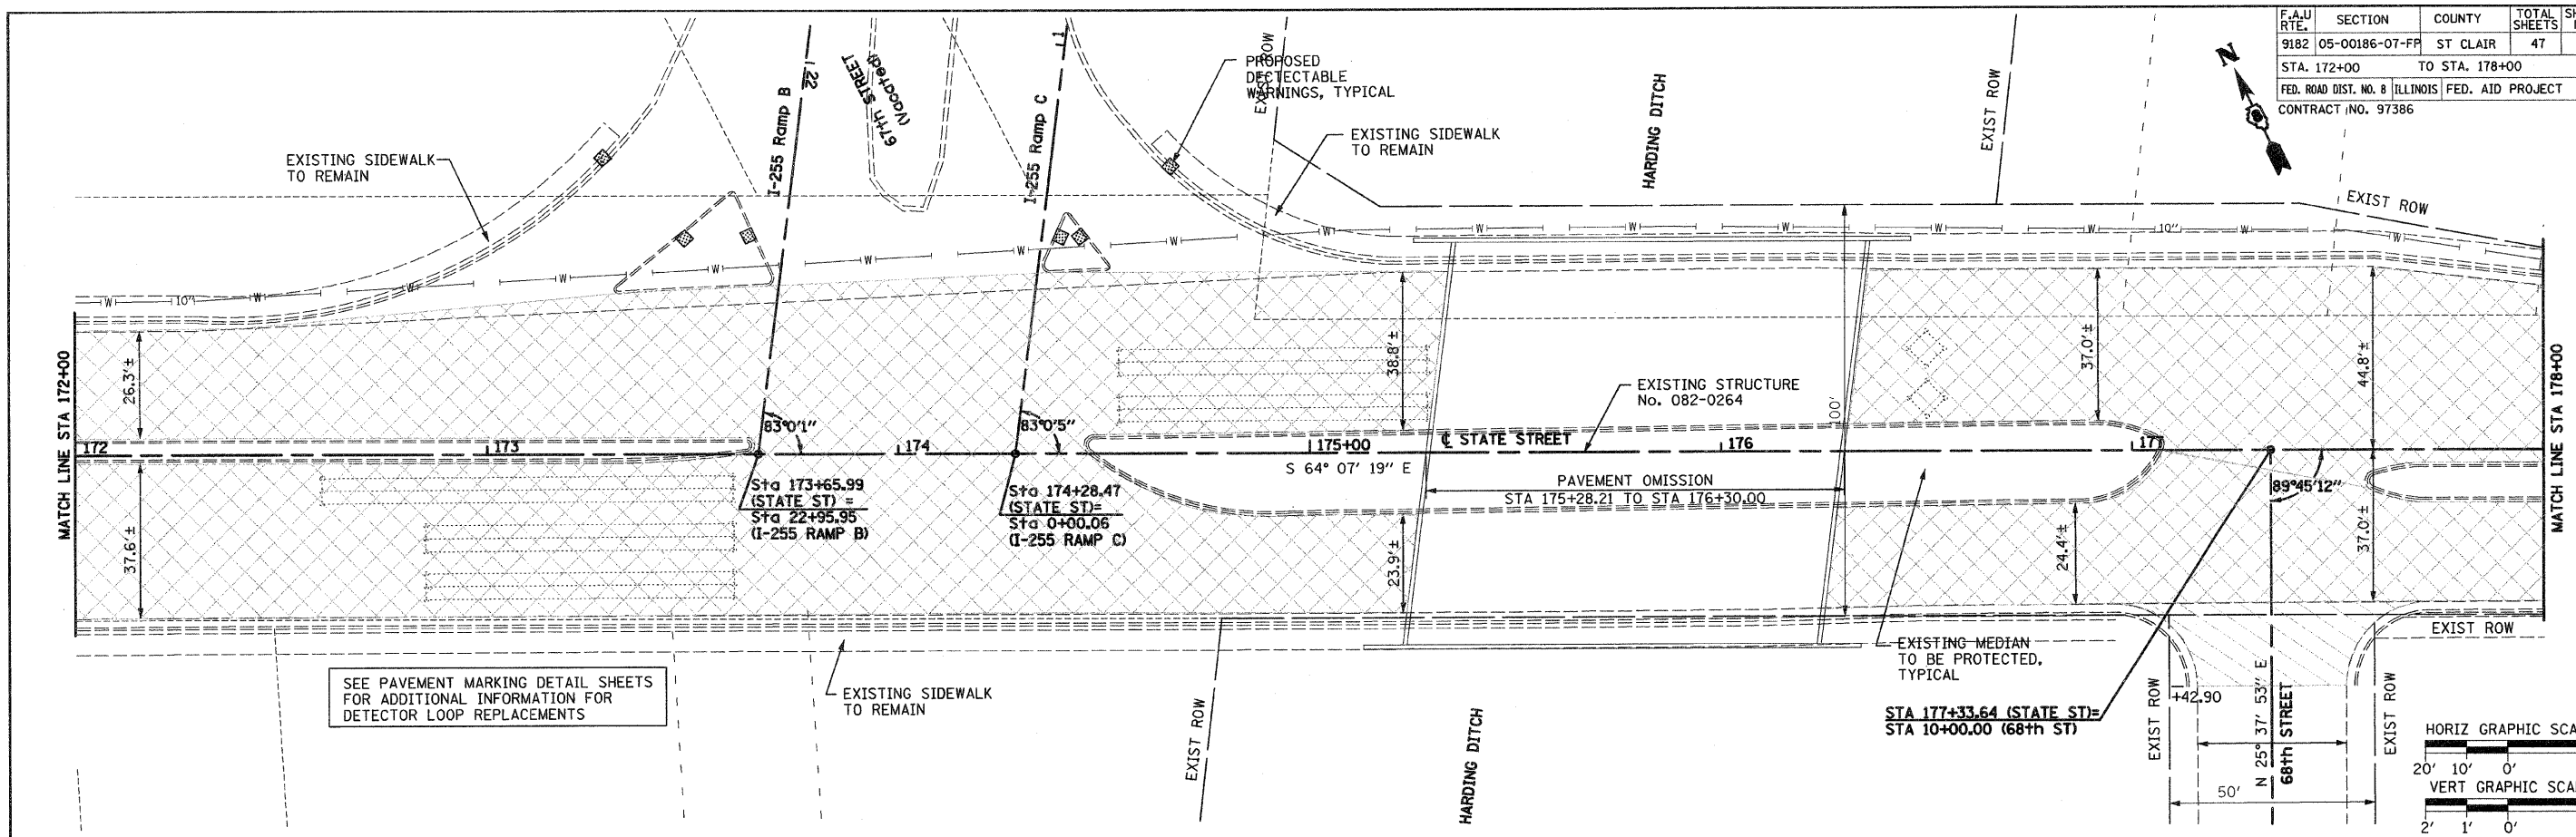 F.A.U RTE. SECTION COUNTY TOTAL SHEETS
9182 05-00186-07-FP ST CLAIR 47
STA. 172+00 TO STA. 178+00
FED. ROAD DIST. NO. 8 ILLINOIS FED. AID PROJECT
CONTRACT NO. 97386
N
I-255 Ramp B
22
67th STREET
(Vacated)
I-255 Ramp C
1
EXIST ROW
PROPOSED
DECTECTABLE
WARNINGS, TYPICAL
EXISTING SIDEWALK
TO REMAIN
EXISTING SIDEWALK
TO REMAIN
HARDING DITCH
EXIST ROW
EXIST ROW
W 10" W W W W W W W W W W W W W W 10" W W
MATCH LINE STA 172+00
26.3'±
37.6'±
38.8'±
23.9'±
100'
37.0'±
24.4'±
44.8'±
37.0'±
MATCH LINE STA 178+00
EXISTING STRUCTURE
No. 082-0264
83°0'1"
83°0'5"
89°45'12"
172 173 174 175+00 ℄ STATE STREET 176 177
S 64° 07' 19" E
PAVEMENT OMISSION
STA 175+28.21 TO STA 176+30.00
Sta 173+65.99
(STATE ST) =
Sta 22+95.95
(I-255 RAMP B)
Sta 174+28.47
(STATE ST)=
Sta 0+00.06
(I-255 RAMP C)
SEE PAVEMENT MARKING DETAIL SHEETS
FOR ADDITIONAL INFORMATION FOR
DETECTOR LOOP REPLACEMENTS
EXISTING SIDEWALK
TO REMAIN
EXIST ROW
HARDING DITCH
EXISTING MEDIAN
TO BE PROTECTED,
TYPICAL
STA 177+33.64 (STATE ST)=
STA 10+00.00 (68th ST)
EXIST ROW
EXIST ROW
+42.90
N 25° 37' 53" E
68th STREET
EXIST ROW
50'
HORIZ GRAPHIC
20' 10' 0'
VERT GRAPHIC
2' 1' 0'